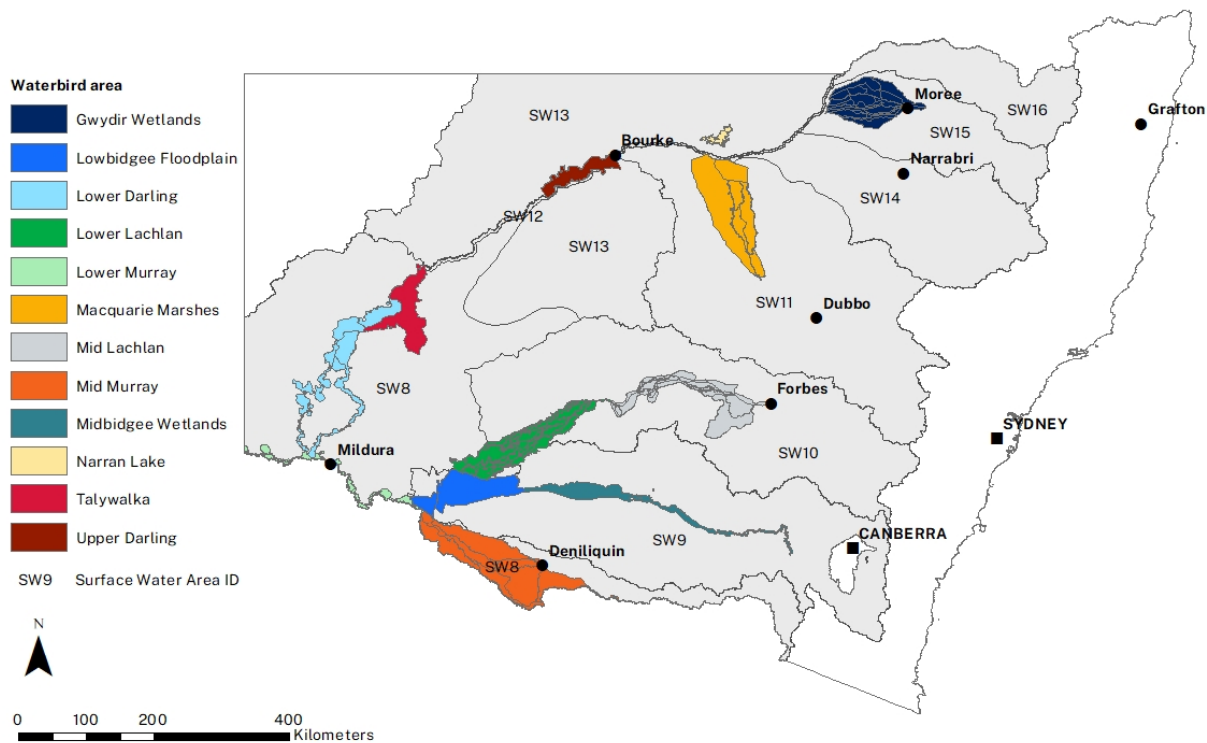 Waterbird area
Gwydir Wetlands
Lowbidgee Floodplain
Lower Darling
Lower Lachlan
Lower Murray
Macquarie Marshes
Mid Lachlan
Mid Murray
Midbidgee Wetlands
Narran Lake
Talywalka
Upper Darling
SW9 Surface Water Area ID
N
0 100 200 400
Kilometers
SW13
Moree
SW16
Grafton
SW15
Bourke
Narrabri
SW14
SW12
SW13
SW11
Dubbo
SW8
Forbes
SYDNEY
Mildura
SW10
CANBERRA
SW9
Deniliquin
SW8